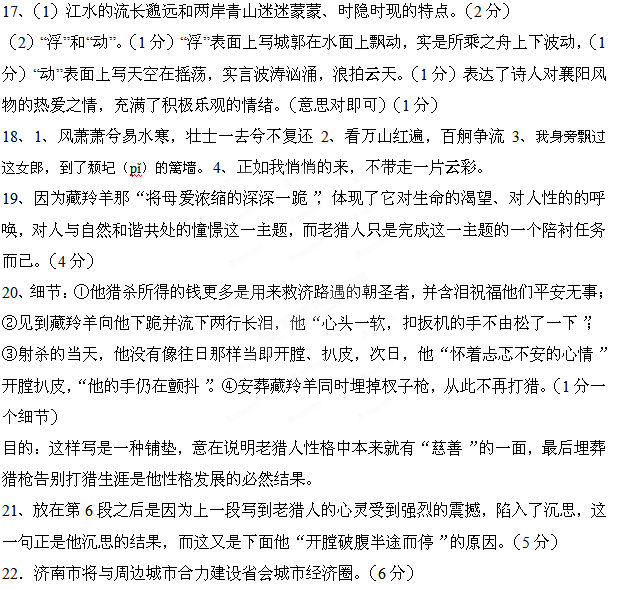 17、（1）江水的流长邈远和两岸青山迷迷蒙蒙、时隐时现的特点。（2 分）
（2）“浮”和“动”。（1 分）“浮”表面上写城郭在水面上飘动，实是所乘之舟上下波动，（1
分）“动”表面上写天空在摇荡，实言波涛汹涌，浪拍云天。（1 分）表达了诗人对襄阳风
物的热爱之情，充满了积极乐观的情绪。（意思对即可）（1 分）
18、1、风萧萧兮易水寒，壮士一去兮不复还 2、看万山红遍，百舸争流 3、我身旁飘过
这女郎，到了颓圮（pǐ）的篱墙。4、正如我悄悄的来，不带走一片云彩。
19、因为藏羚羊那“将母爱浓缩的深深一跪”，体现了它对生命的渴望、对人性的的呼
唤，对人与自然和谐共处的憧憬这一主题，而老猎人只是完成这一主题的一个陪衬任务
而已。（4 分）
20、细节：①他猎杀所得的钱更多是用来救济路遇的朝圣者，并含泪祝福他们平安无事；
②见到藏羚羊向他下跪并流下两行长泪，他“心头一软，扣扳机的手不由松了一下”；
③射杀的当天，他没有像往日那样当即开膛、扒皮，次日，他“怀着忐忑不安的心情”
开膛扒皮，“他的手仍在颤抖”。④安葬藏羚羊同时埋掉杈子枪，从此不再打猎。（1 分一
个细节）
目的：这样写是一种铺垫，意在说明老猎人性格中本来就有“慈善”的一面，最后埋葬
猎枪告别打猎生涯是他性格发展的必然结果。
21、放在第 6 段之后是因为上一段写到老猎人的心灵受到强烈的震撼，陷入了沉思，这
一句正是他沉思的结果，而这又是下面他“开膛破腹半途而停”的原因。（5 分）
22．济南市将与周边城市合力建设省会城市经济圈。（6 分）